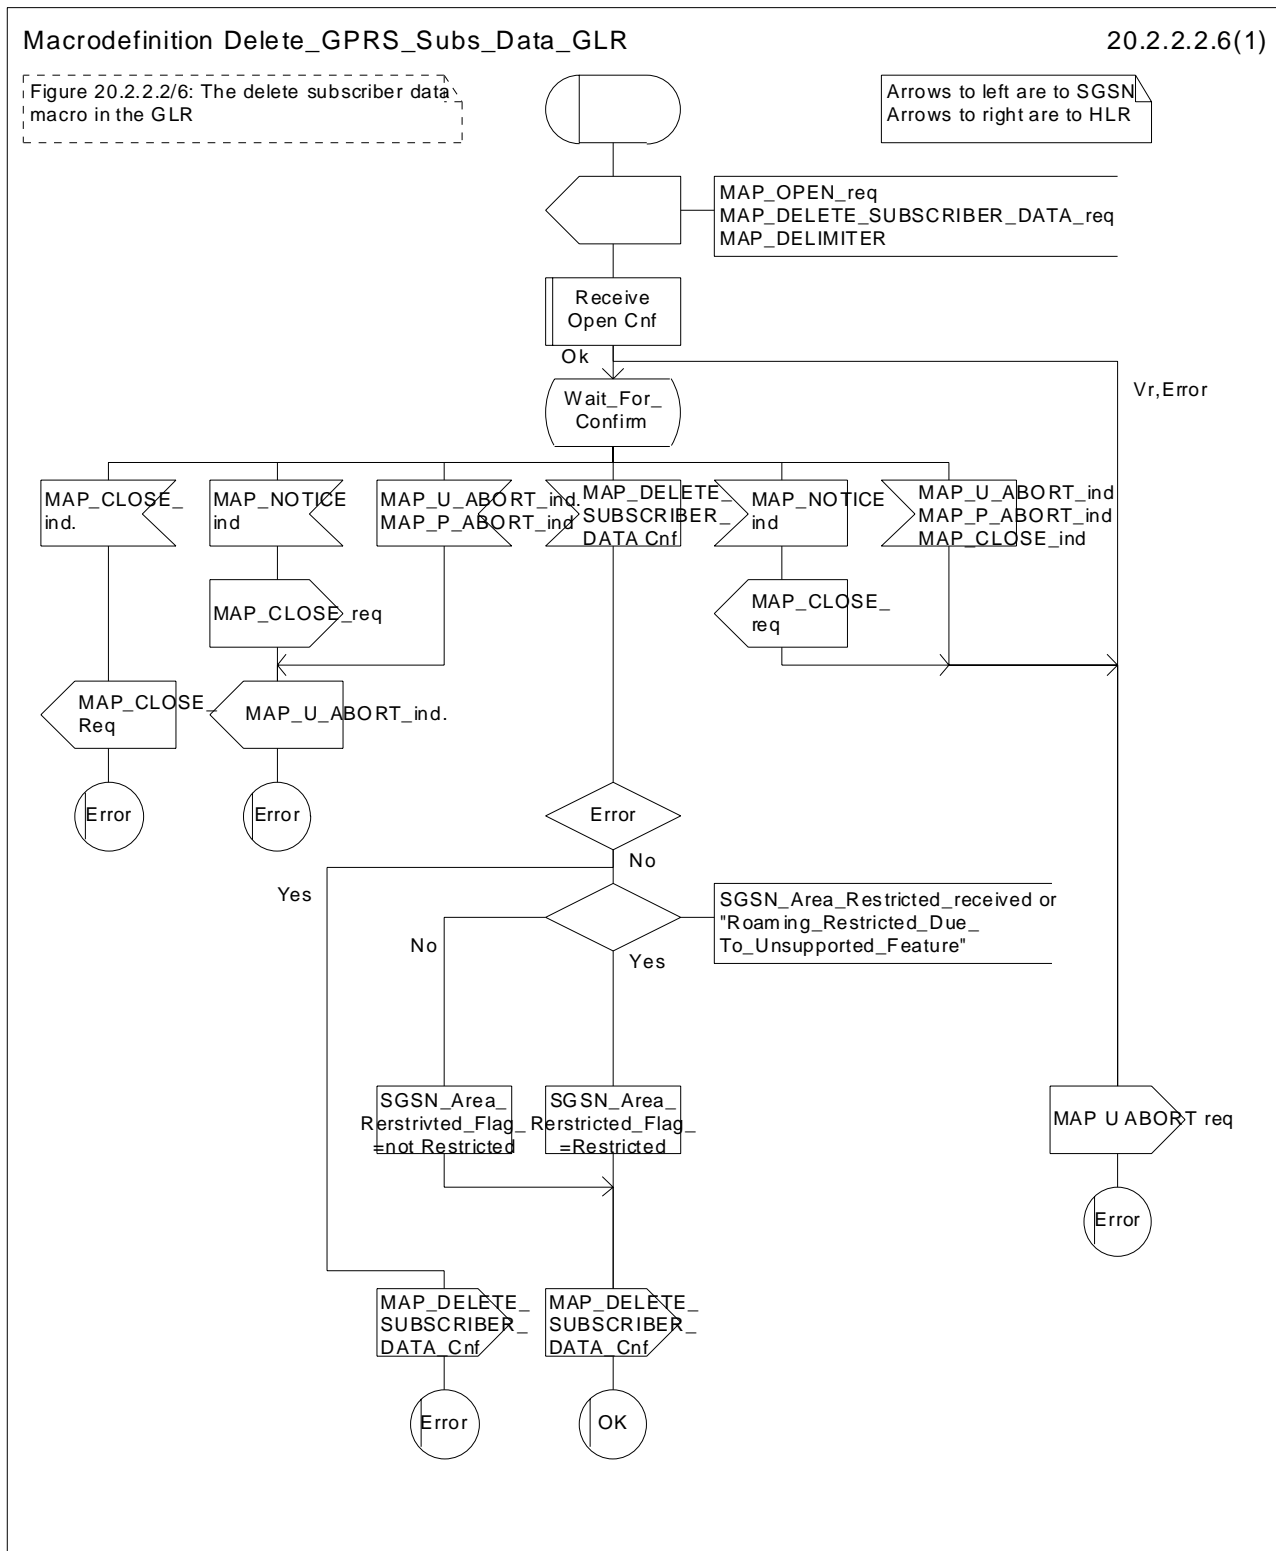 Macrodefinition Delete_GPRS_Subs_Data_GLR
20.2.2.2.6(1)
Figure 20.2.2.2/6: The delete subscriber data
macro in the GLR
Arrows to left are to SGSN
Arrows to right are to HLR
MAP_OPEN_req
MAP_DELETE_SUBSCRIBER_DATA_req
MAP_DELIMITER
Receive
Open Cnf
Ok
Vr,Error
Wait_For_
Confirm
MAP_CLOSE_
ind.
MAP_NOTICE
ind
MAP_U_ABORT_ind.
MAP_P_ABORT_ind
MAP_DELETE_
SUBSCRIBER_
DATA Cnf
MAP_NOTICE
ind
MAP_U_ABORT_ind
MAP_P_ABORT_ind
MAP_CLOSE_ind
MAP_CLOSE_req
MAP_CLOSE_
req
MAP_CLOSE_
Req
MAP_U_ABORT_ind.
Error
Error
Error
No
Yes
SGSN_Area_Restricted_received or
"Roaming_Restricted_Due_
To_Unsupported_Feature"
No
Yes
SGSN_Area_
Rerstrivted_Flag_
=not Restricted
SGSN_Area_
Rerstricted_Flag_
=Restricted
MAP U ABORT req
Error
MAP_DELETE_
SUBSCRIBER_
DATA_Cnf
MAP_DELETE_
SUBSCRIBER_
DATA_Cnf
Error
OK